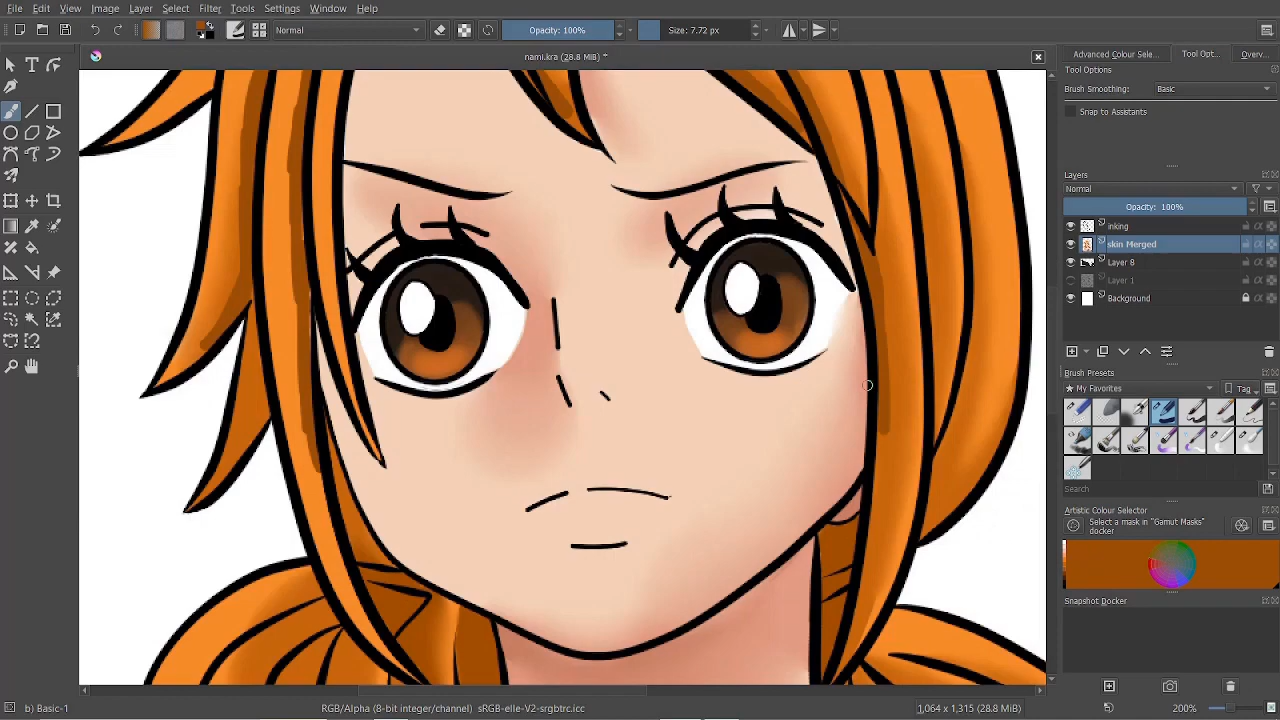 File Edit View Image Layer Select Filter Tools Settings Window Help
Normal Opacity: 100% Size: 7.72 px
nami.kra (28.8 MiB) *
Advanced Colour Sele... Tool Opt... Overv...
Tool Options
Brush Smoothing: Basic
Snap to Assistants
Layers
Normal
Opacity: 100%
inking
skin Merged
Layer 8
Layer 1
Background
Brush Presets
★ My Favorites Tag
Search
Artistic Colour Selector
Select a mask in "Gamut Masks" docker
Snapshot Docker
b) Basic-1 RGB/Alpha (8-bit integer/channel) sRGB-elle-V2-srgbtrc.icc 1,064 x 1,315 (28.8 MiB) 200%